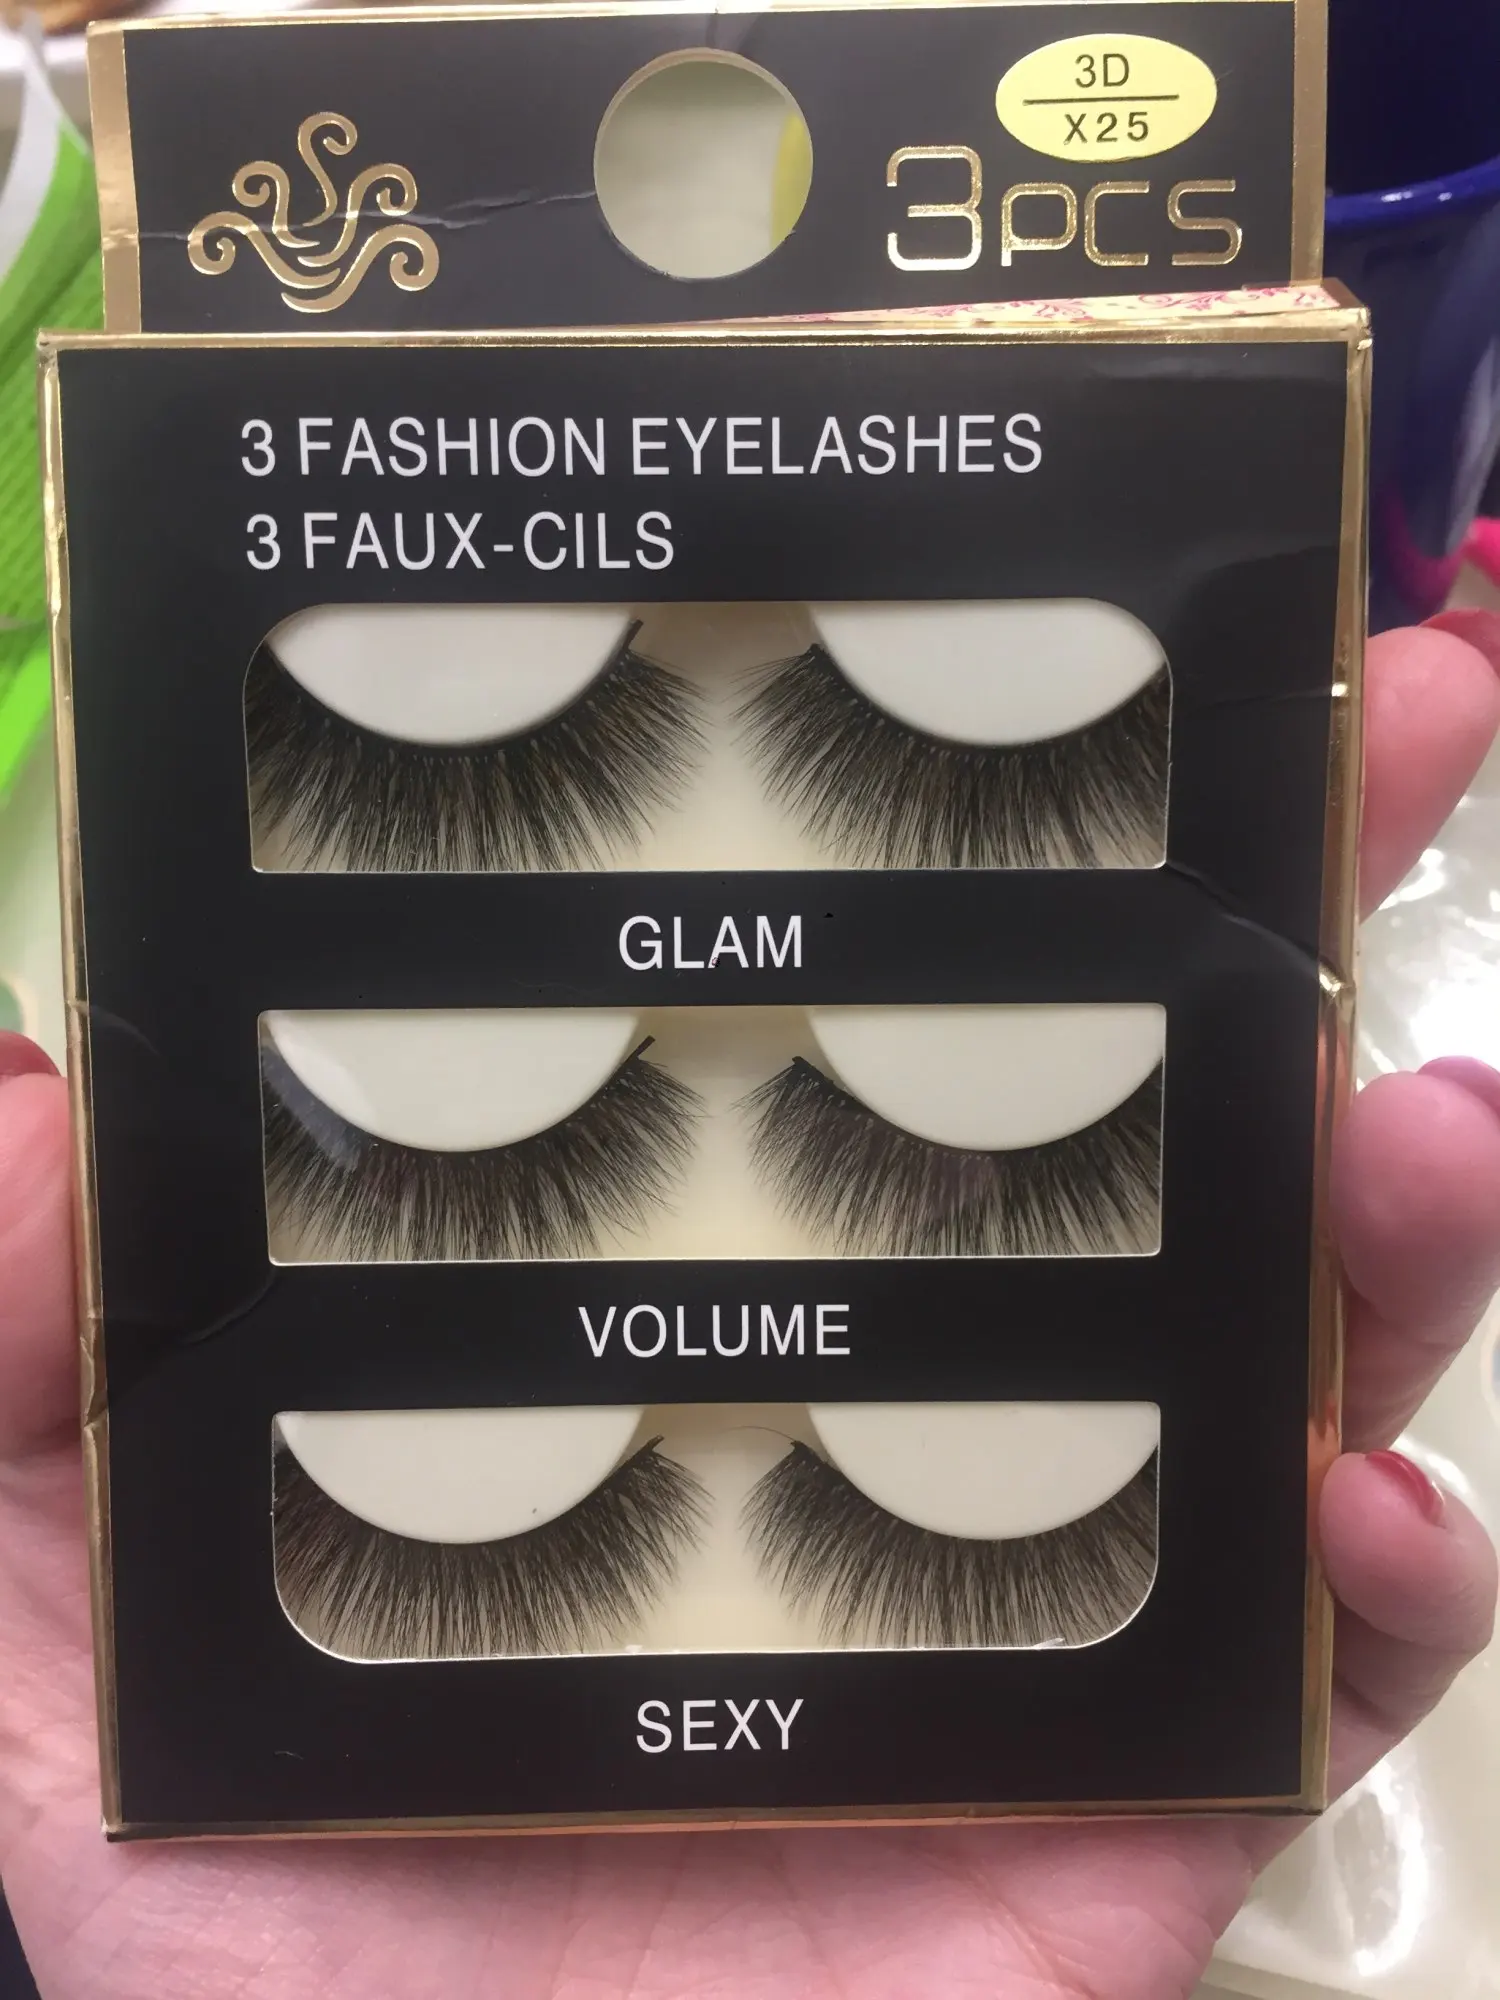 3D
X25
3PCS
3 FASHION EYELASHES
3 FAUX-CILS
GLAM
VOLUME
SEXY